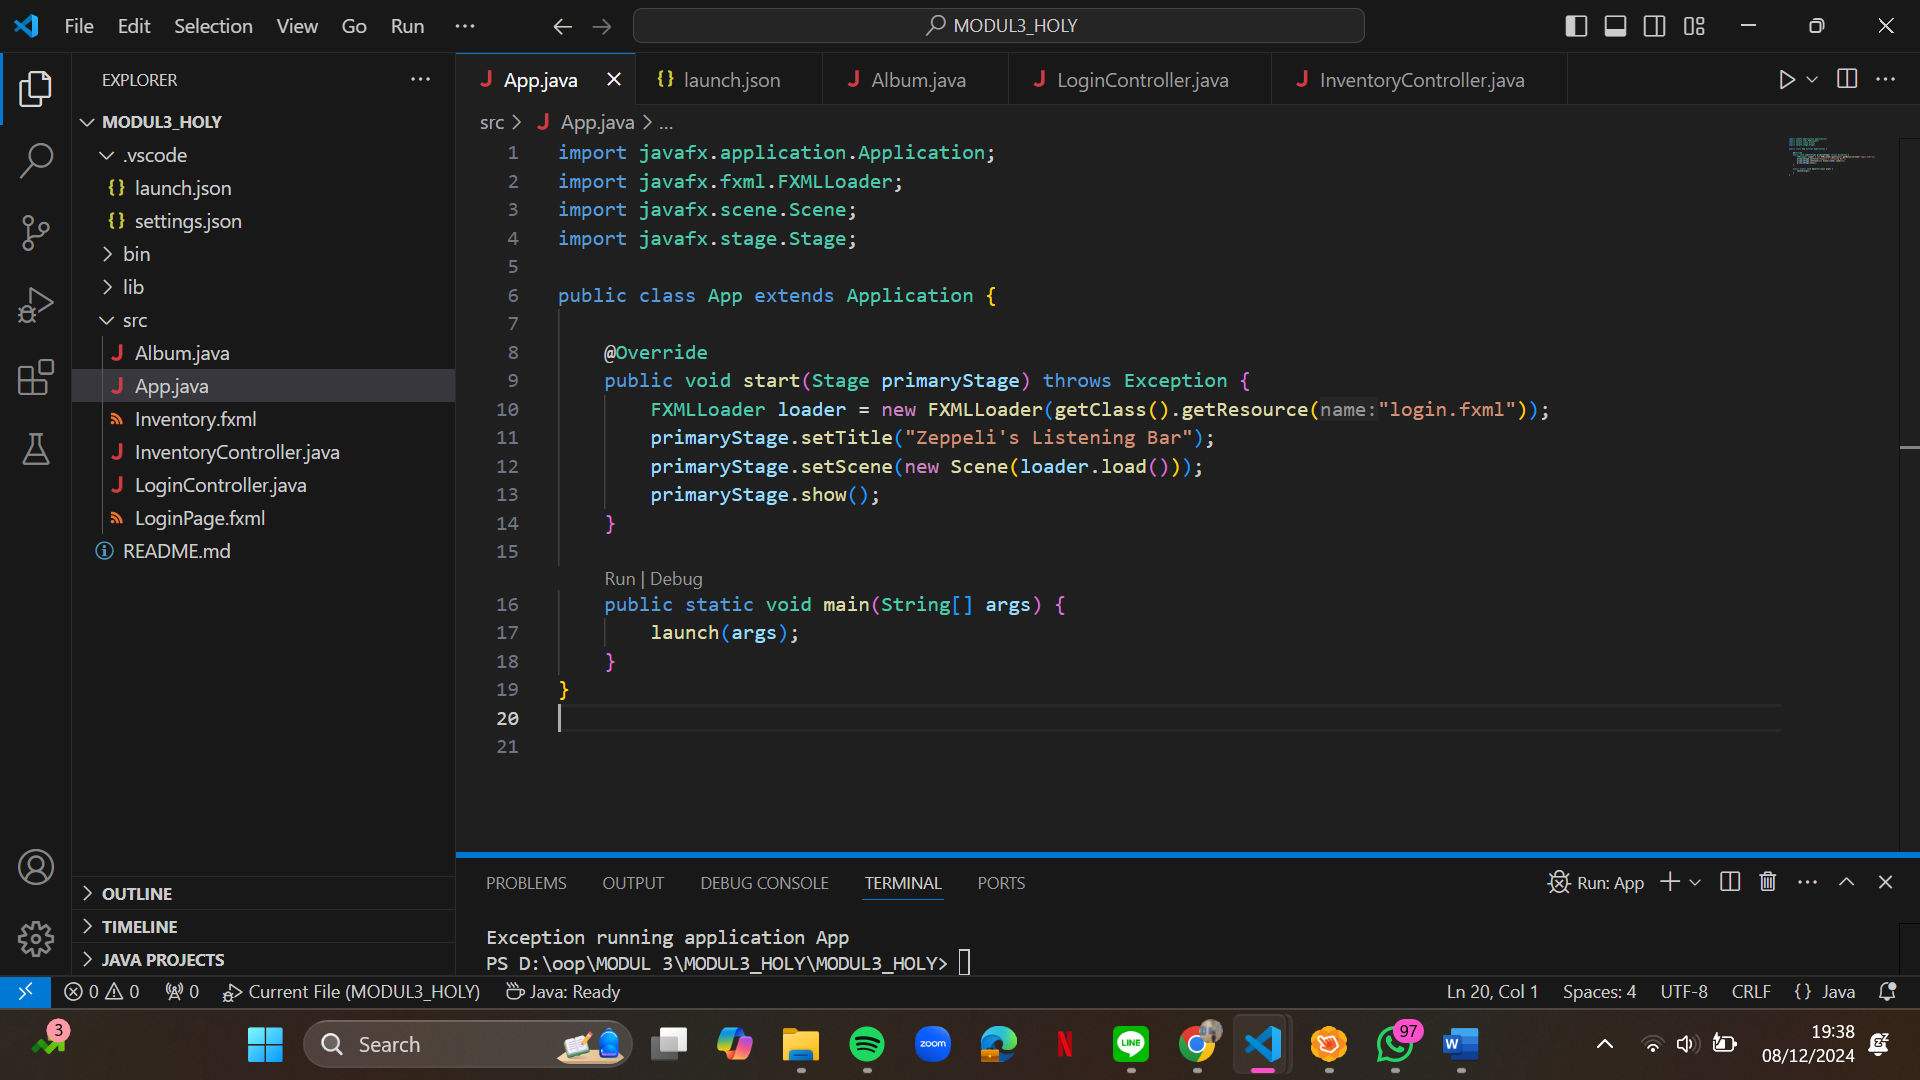 File Edit Selection View Go Run ··· MODUL3_HOLY
EXPLORER
MODUL3_HOLY
.vscode
launch.json
settings.json
bin
lib
src
Album.java
App.java
Inventory.fxml
InventoryController.java
LoginController.java
LoginPage.fxml
README.md
OUTLINE
TIMELINE
JAVA PROJECTS
App.java launch.json Album.java LoginController.java InventoryController.java
src > App.java > ...
1 import javafx.application.Application;
2 import javafx.fxml.FXMLLoader;
3 import javafx.scene.Scene;
4 import javafx.stage.Stage;
5
6 public class App extends Application {
7
8 @Override
9 public void start(Stage primaryStage) throws Exception {
10 FXMLLoader loader = new FXMLLoader(getClass().getResource(name:"login.fxml"));
11 primaryStage.setTitle("Zeppeli's Listening Bar");
12 primaryStage.setScene(new Scene(loader.load()));
13 primaryStage.show();
14 }
15
Run | Debug
16 public static void main(String[] args) {
17 launch(args);
18 }
19 }
20
21
PROBLEMS OUTPUT DEBUG CONSOLE TERMINAL PORTS Run: App
Exception running application App
PS D:\oop\MODUL 3\MODUL3_HOLY\MODUL3_HOLY>
0 0 0 Current File (MODUL3_HOLY) Java: Ready Ln 20, Col 1 Spaces: 4 UTF-8 CRLF {} Java
3 Search zoom N LINE 97 W 19:38
08/12/2024